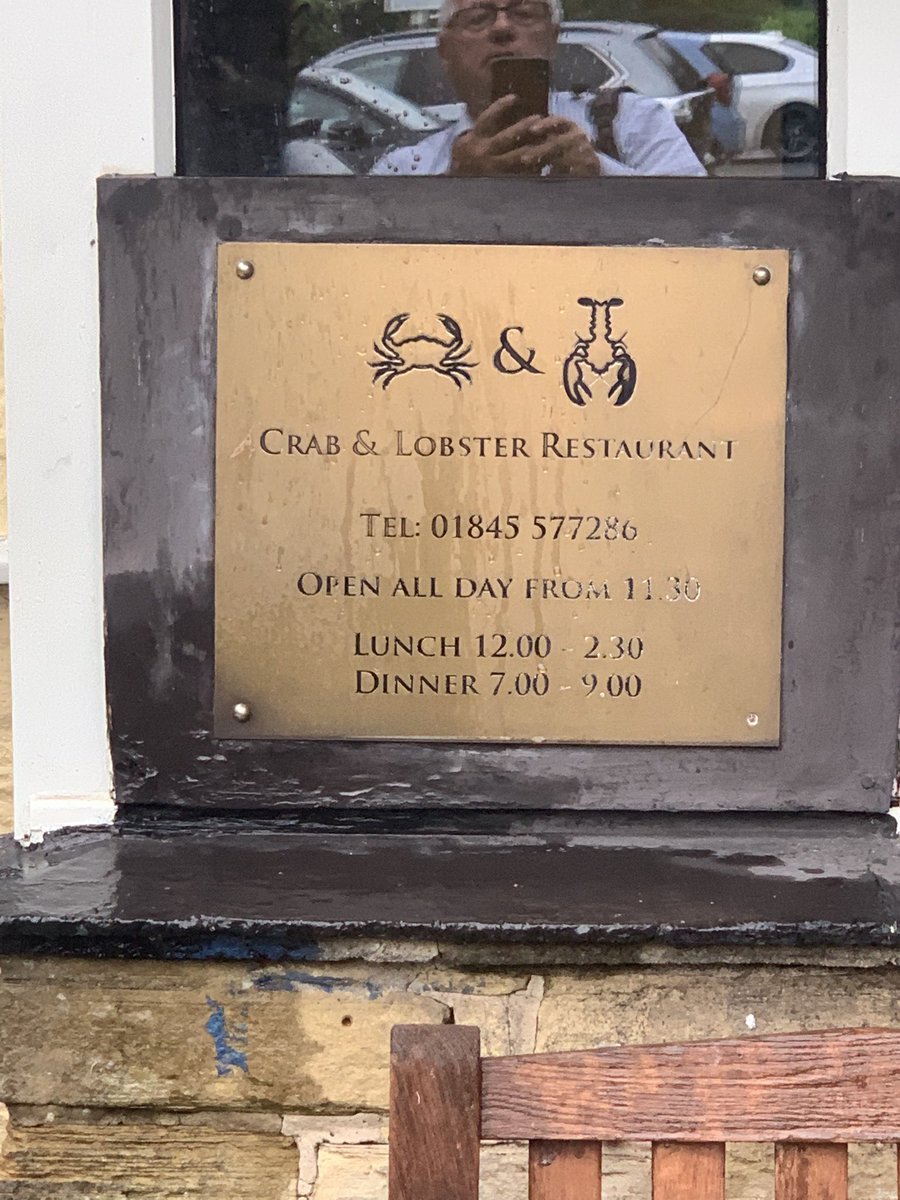 &
CRAB & LOBSTER RESTAURANT
TEL: 01845 577286
OPEN ALL DAY FROM 11.30
LUNCH 12.00 - 2.30
DINNER 7.00 - 9.00